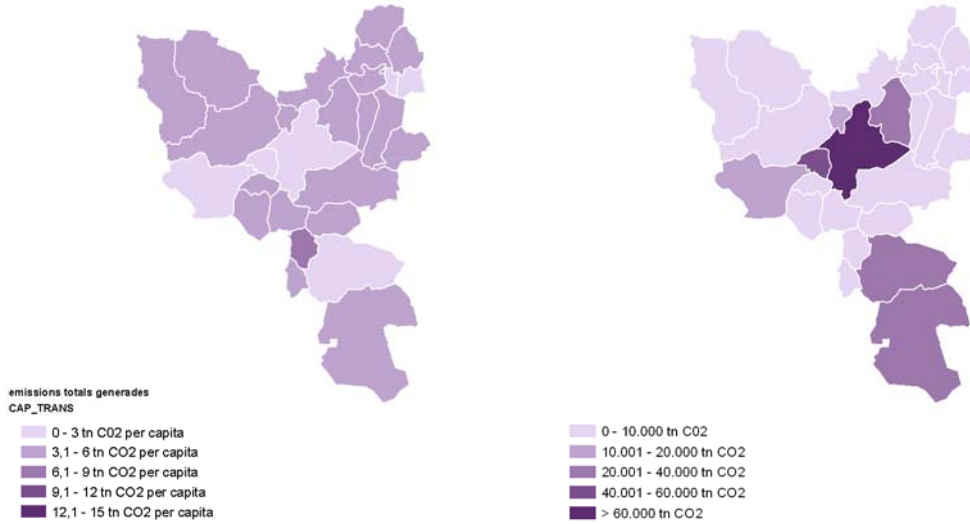 emissions totals generades
CAP_TRANS
0 - 3 tn C02 per capita
3,1 - 6 tn CO2 per capita
6,1 - 9 tn CO2 per capita
9,1 - 12 tn CO2 per capita
12,1 - 15 tn CO2 per capita
0 - 10.000 tn C02
10.001 - 20.000 tn CO2
20.001 - 40.000 tn CO2
40.001 - 60.000 tn CO2
> 60.000 tn CO2